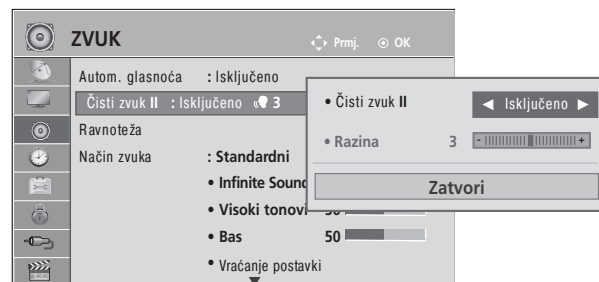 ZVUK
Prmj. OK
Autom. glasnoća : Isključeno
Čisti zvuk II : Isključeno 3
Ravnoteža
Način zvuka : Standardni
• Infinite Sound
• Visoki tonovi
• Bas 50
• Vraćanje postavki
• Čisti zvuk II ◄ Isključeno ►
• Razina 3 - +
Zatvori